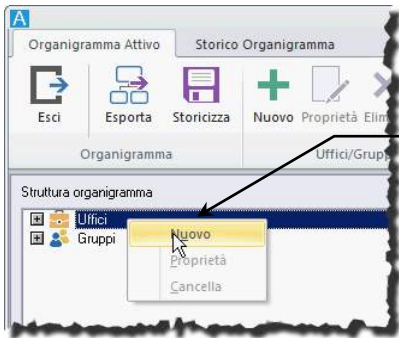 A
Organigramma Attivo Storico Organigramma
Esci Esporta Storicizza Nuovo Proprietà Elim
Organigramma Uffici/Grupp
Struttura organigramma
Uffici
Nuovo
Gruppi
Proprietà
Cancella